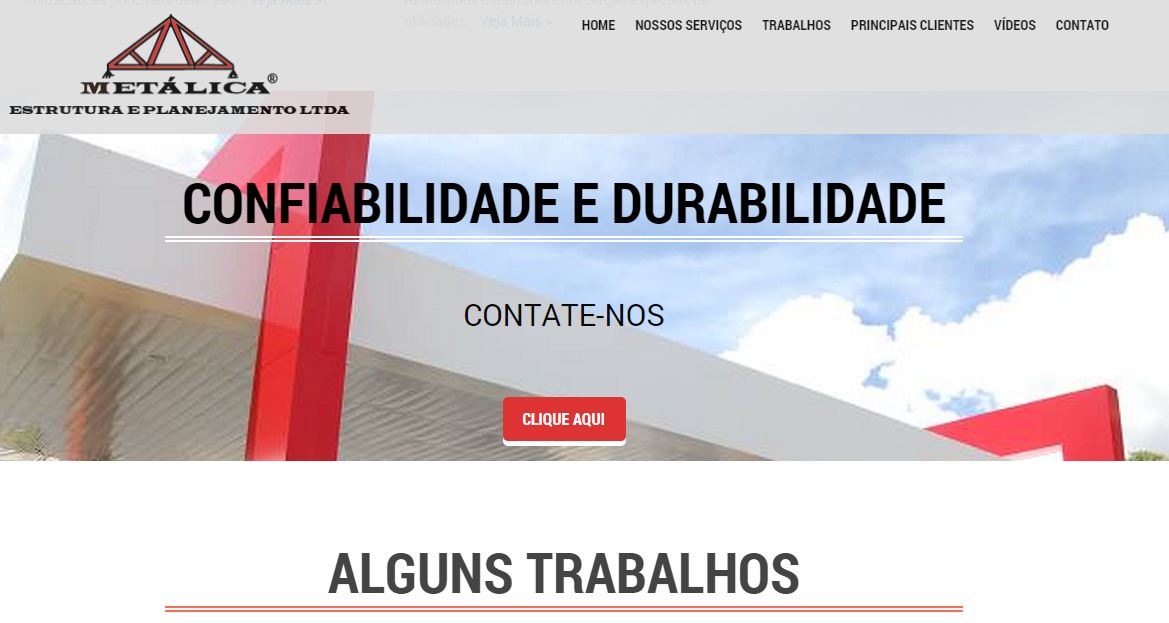 utilização, as principais delas são... Veja Mais >
Realizamos coberturas com cargas especiais de
utilidades... Veja Mais >
HOME NOSSOS SERVIÇOS TRABALHOS PRINCIPAIS CLIENTES VÍDEOS CONTATO
METÁLICA®
ESTRUTURA E PLANEJAMENTO LTDA
CONFIABILIDADE E DURABILIDADE
CONTATE-NOS
CLIQUE AQUI
ALGUNS TRABALHOS